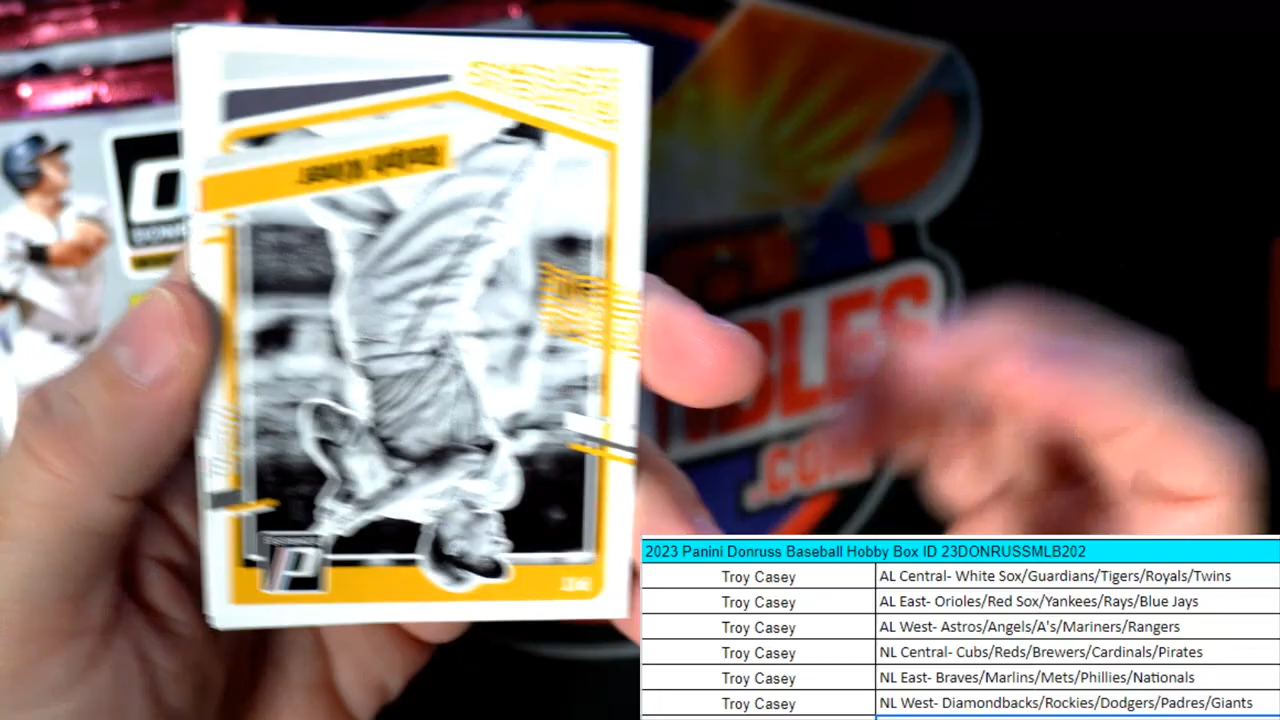 BLES
.COM
2023 Panini Donruss Baseball Hobby Box ID 23DONRUSSMLB202
Troy Casey AL Central- White Sox/Guardians/Tigers/Royals/Twins
Troy Casey AL East- Orioles/Red Sox/Yankees/Rays/Blue Jays
Troy Casey AL West- Astros/Angels/A's/Mariners/Rangers
Troy Casey NL Central- Cubs/Reds/Brewers/Cardinals/Pirates
Troy Casey NL East- Braves/Marlins/Mets/Phillies/Nationals
Troy Casey NL West- Diamondbacks/Rockies/Dodgers/Padres/Giants